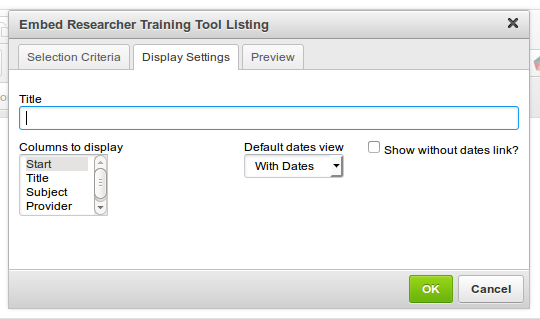 Embed Researcher Training Tool Listing
Selection Criteria
Display Settings
Preview
Title
Columns to display
Start
Title
Subject
Provider
Default dates view
With Dates
Show without dates link?
OK
Cancel